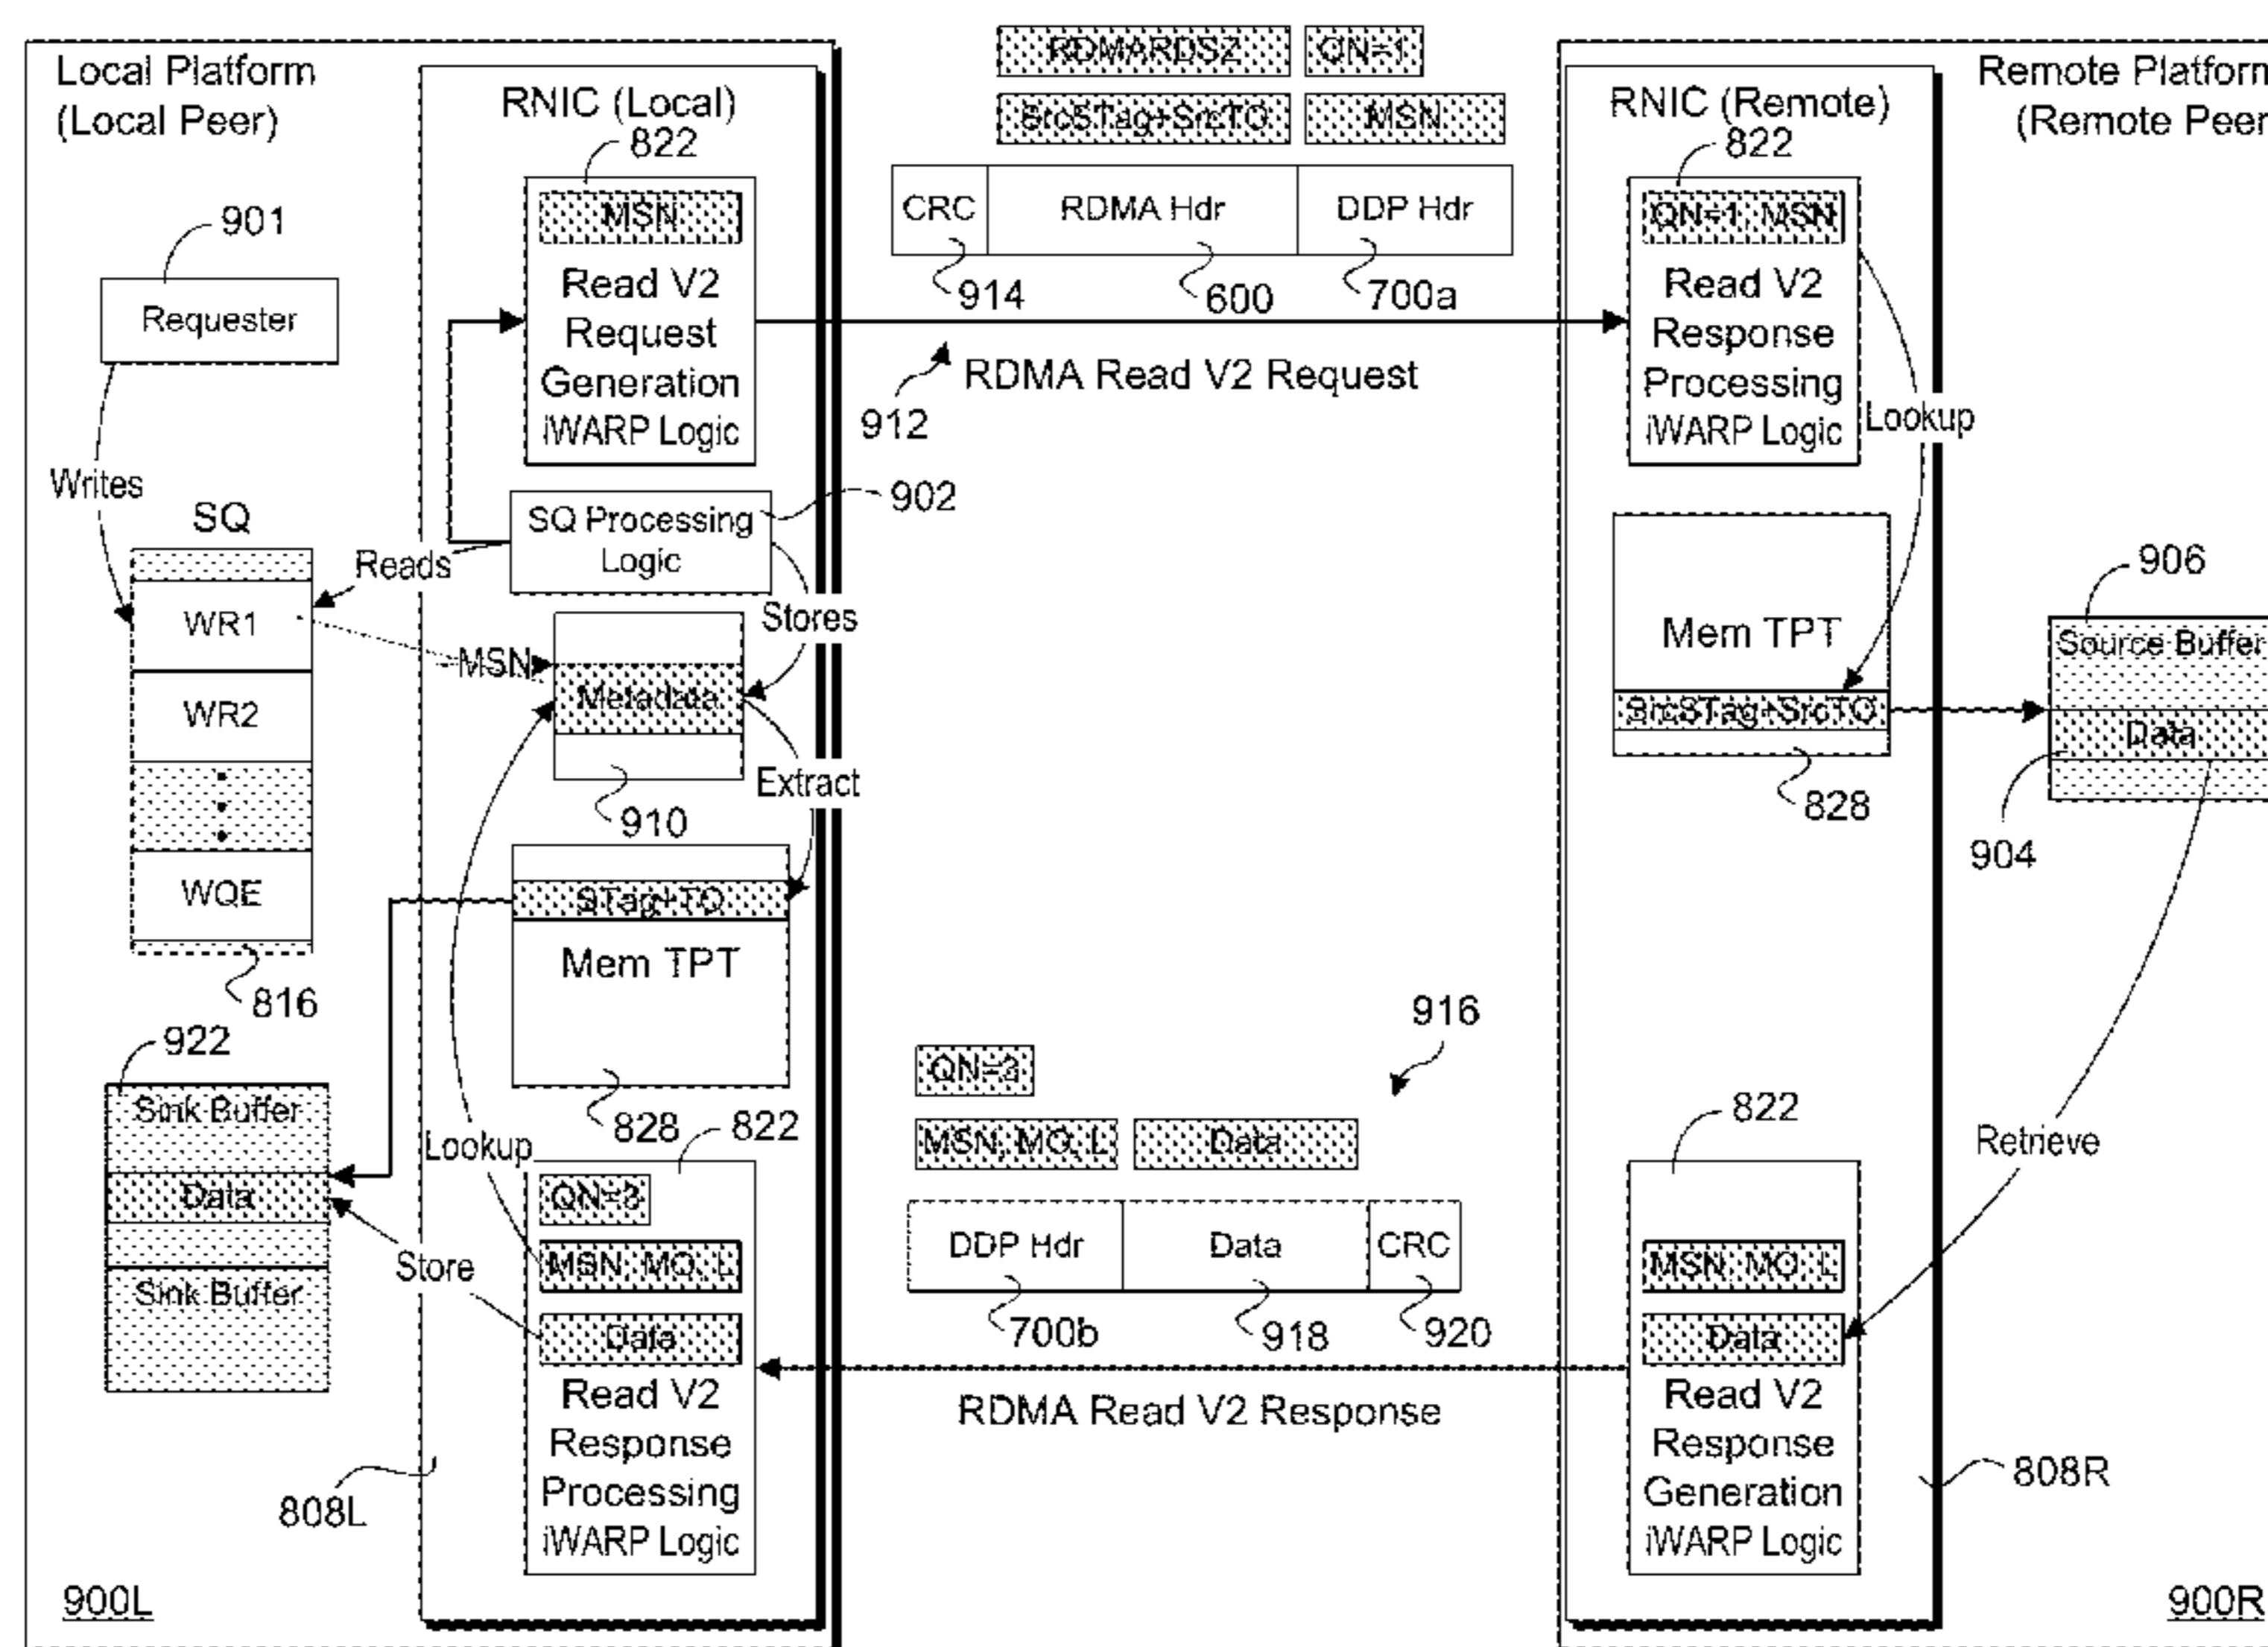 Local Platform
(Local Peer)
901
Requester
Writes
SQ
WR1
WR2
WQE
816
922
Sink Buffer
Data
Sink Buffer
900L
RNIC (Local)
822
MSN
Read V2
Request
Generation
iWARP Logic
902
SQ Processing
Logic
Reads
Stores
MSN
Metadata
910
Extract
STag+TO
Mem TPT
828
822
Lookup
QN=3
MSN, MO, L
Data
Store
Read V2
Response
Processing
iWARP Logic
808L
RDMARDSZ QN=1
SrcSTag+SrcTO MSN
CRC RDMA Hdr DDP Hdr
914 600 700a
912
RDMA Read V2 Request
916
QN=3
MSN, MO, L Data
DDP Hdr Data CRC
700b 918 920
RDMA Read V2 Response
Remote Platform
(Remote Peer
RNIC (Remote)
822
QN=1, MSN
Read V2
Response
Processing
iWARP Logic
Lookup
Mem TPT
SrcSTag+SrcTO
828
906
Source Buffer
Data
904
Retrieve
822
MSN, MO, L
Data
Read V2
Response
Generation
iWARP Logic
808R
900R